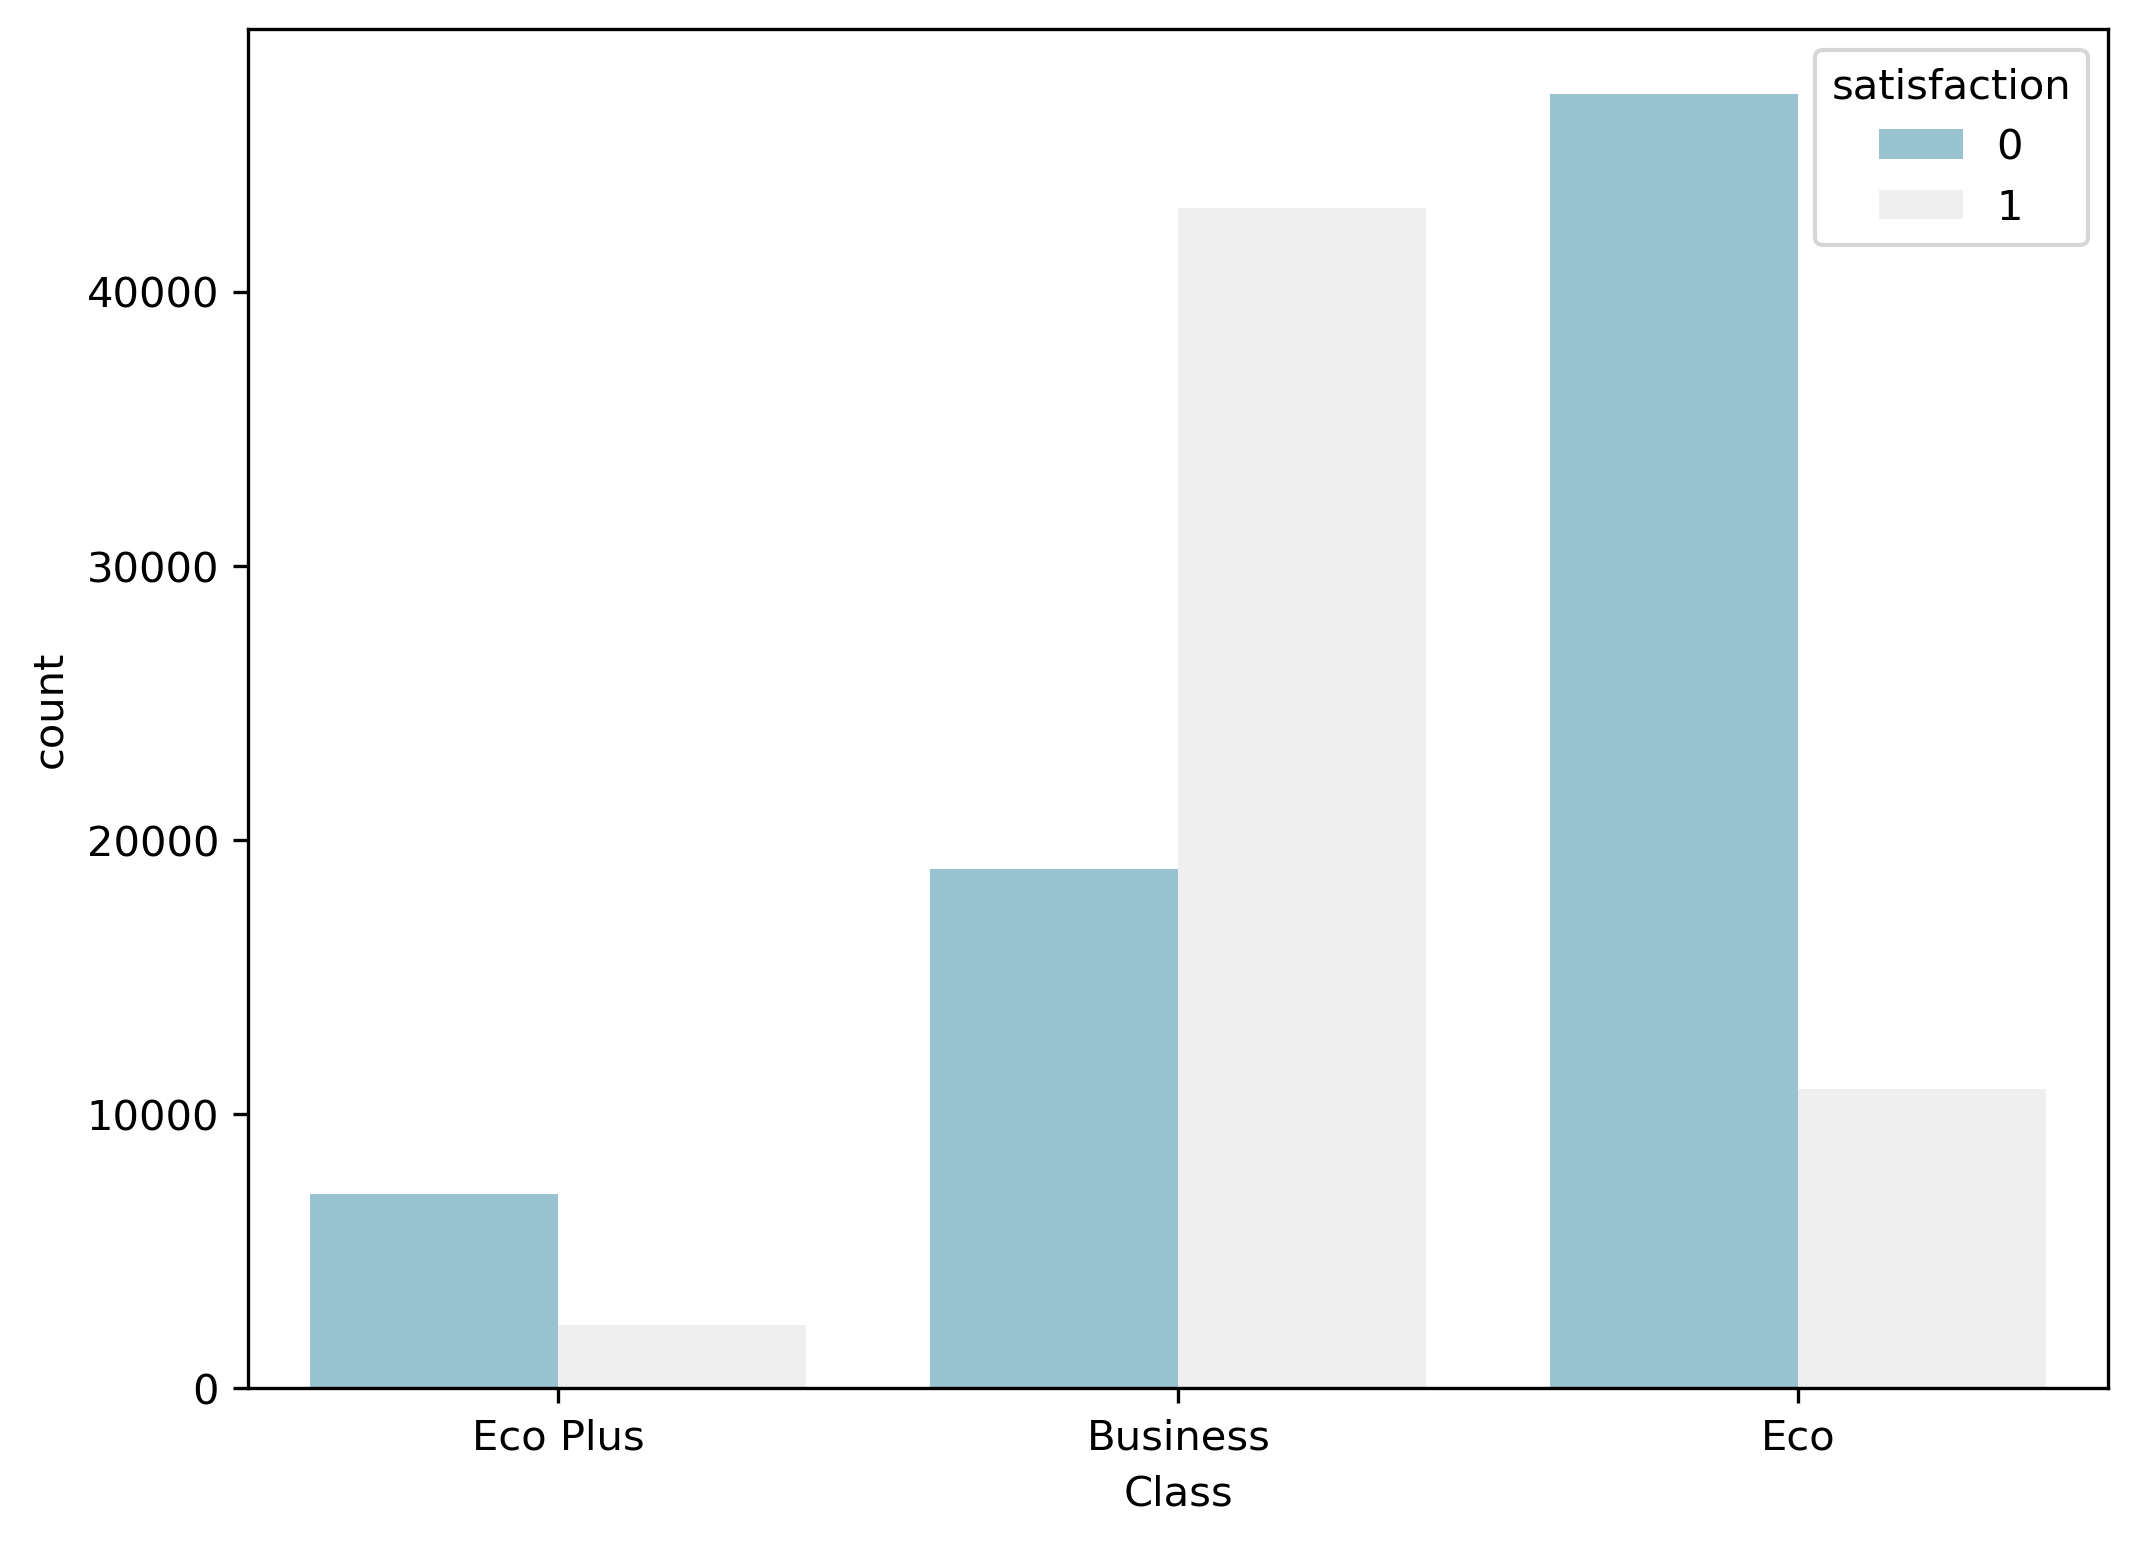 satisfaction
0
1
40000
30000
20000
10000
0
count
Eco Plus
Business
Eco
Class